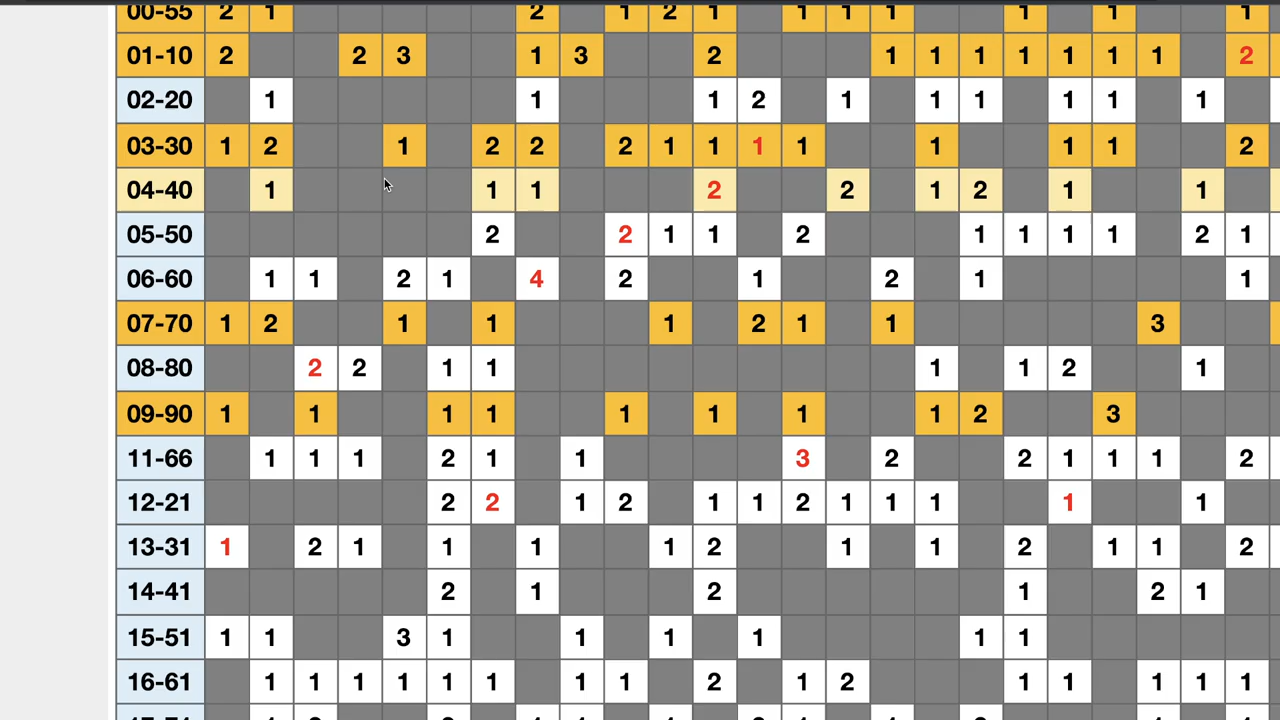 00-55 2 1 2 1 2 1 1 1 1 1 1 1
01-10 2 2 3 1 3 2 1 1 1 1 1 1 1 2
02-20 1 1 1 2 1 1 1 1 1 1
03-30 1 2 1 2 2 2 1 1 1 1 1 1 1 2
04-40 1 1 1 2 2 1 2 1 1
05-50 2 2 1 1 2 1 1 1 1 2 1
06-60 1 1 2 1 4 2 1 2 1 1
07-70 1 2 1 1 1 2 1 1 3
08-80 2 2 1 1 1 1 2 1
09-90 1 1 1 1 1 1 1 1 2 3
11-66 1 1 1 2 1 1 3 2 2 1 1 1 2
12-21 2 2 1 2 1 1 2 1 1 1 1 1
13-31 1 2 1 1 1 1 2 1 1 2 1 1 2
14-41 2 1 2 1 2 1
15-51 1 1 3 1 1 1 1 1 1
16-61 1 1 1 1 1 1 1 1 2 1 2 1 1 1 1 1